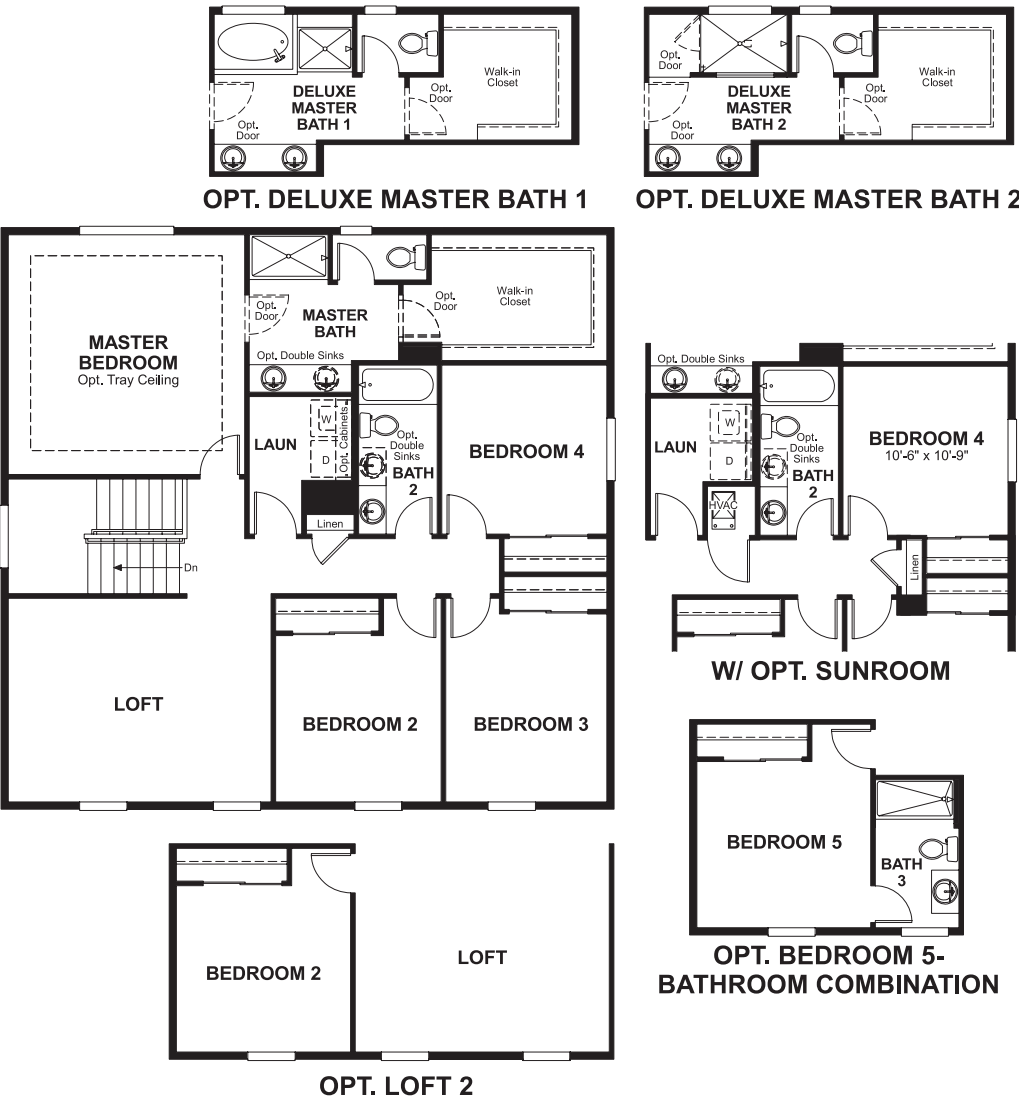 Opt.
Door
DELUXE
MASTER
BATH 1
Opt.
Door
Walk-in
Closet
OPT. DELUXE MASTER BATH 1
Opt.
Door
Opt.
Door
DELUXE
MASTER
BATH 2
Opt.
Door
Walk-in
Closet
OPT. DELUXE MASTER BATH 2
MASTER
BEDROOM
Opt. Tray Ceiling
Opt.
Door
MASTER
BATH
Opt. Double Sinks
Opt.
Door
Walk-in
Closet
LAUN
W
D
Opt. Cabinets
Opt.
Double
Sinks
BATH
2
BEDROOM 4
Linen
Dn
LOFT
BEDROOM 2
BEDROOM 3
Opt. Double Sinks
LAUN
W
D
HVAC
Opt.
Double
Sinks
BATH
2
BEDROOM 4
10'-6" x 10'-9"
Linen
W/ OPT. SUNROOM
BEDROOM 5
BATH
3
OPT. BEDROOM 5-
BATHROOM COMBINATION
BEDROOM 2
LOFT
OPT. LOFT 2